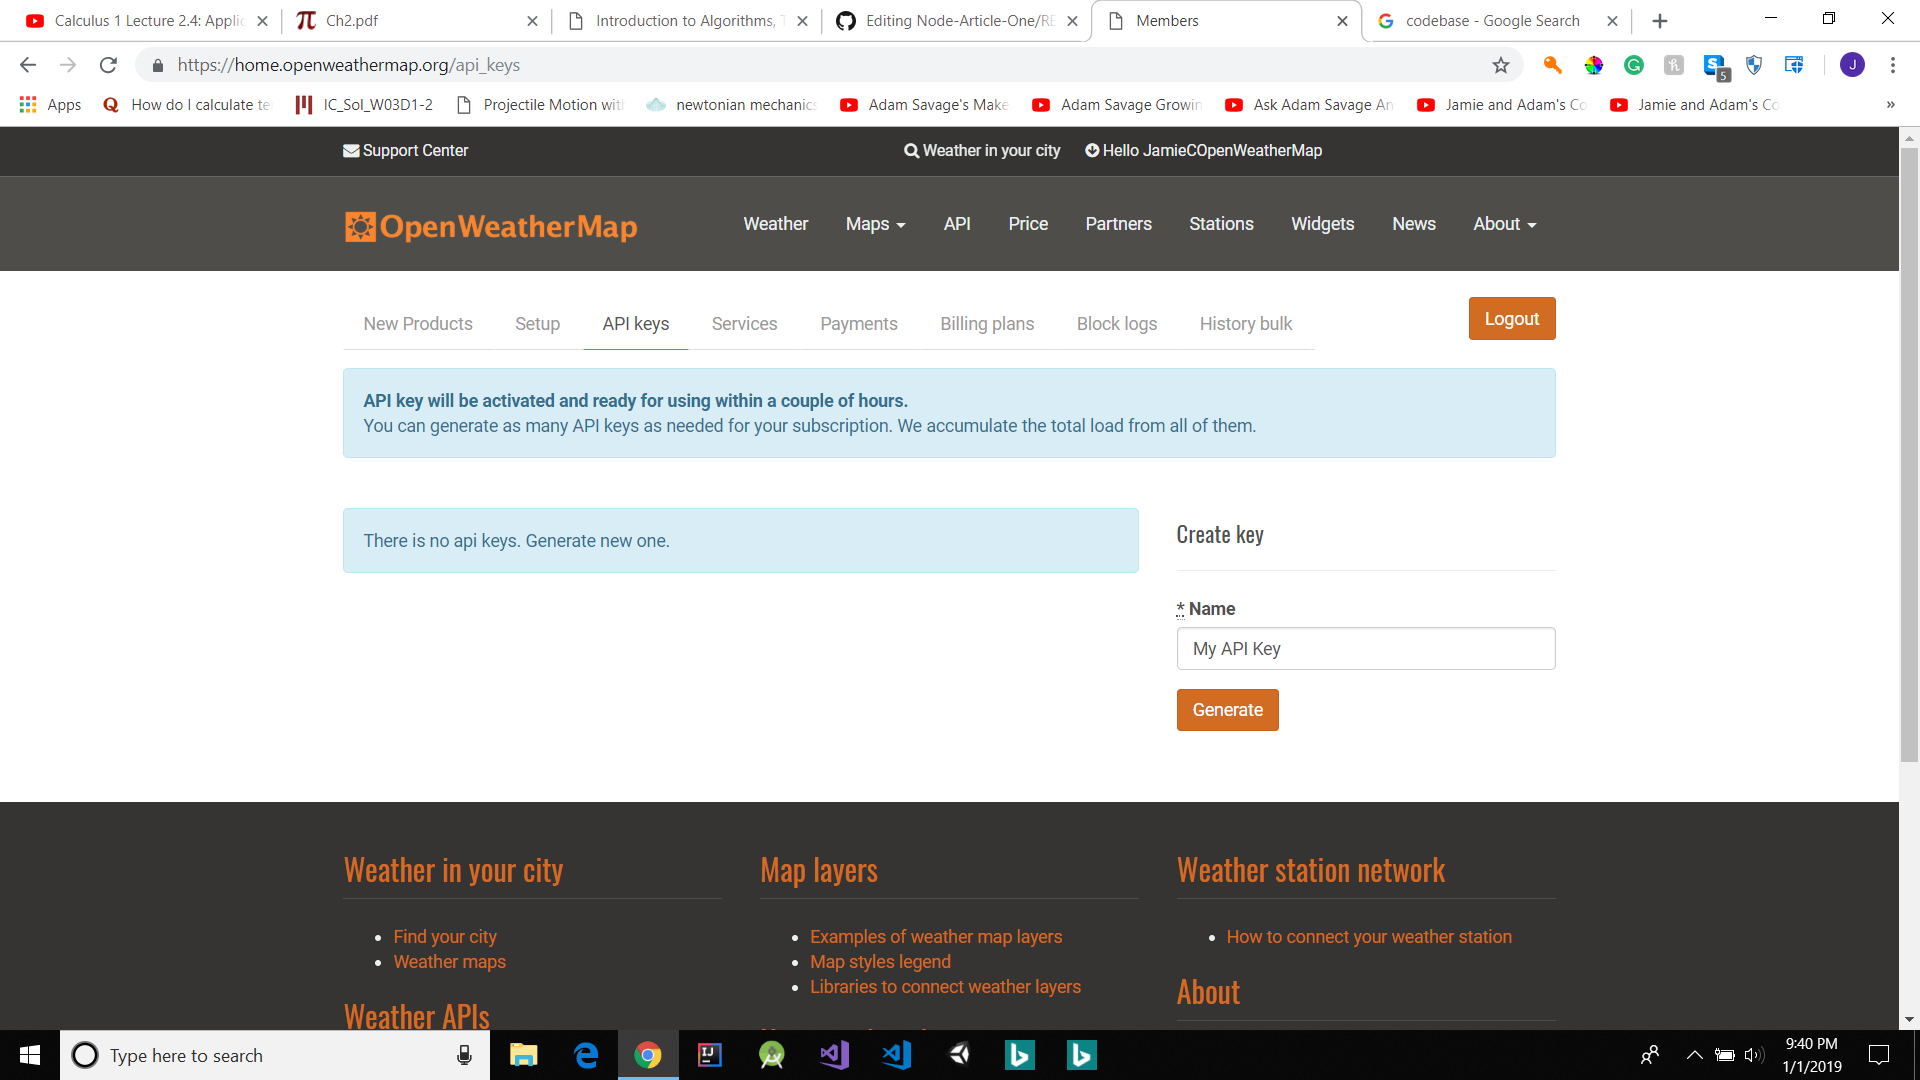 Calculus 1 Lecture 2.4: Applic
Ch2.pdf
Introduction to Algorithms, T
Editing Node-Article-One/RE
Members
codebase - Google Search
https://home.openweathermap.org/api_keys
5
J
Apps
How do I calculate te
IC_Sol_W03D1-2
Projectile Motion wit
newtonian mechanics
Adam Savage's Make
Adam Savage Growin
Ask Adam Savage An
Jamie and Adam's Co
Jamie and Adam's Co
»
Support Center
Weather in your city
Hello JamieCOpenWeatherMap
OpenWeatherMap
Weather
Maps
API
Price
Partners
Stations
Widgets
News
About
New Products
Setup
API keys
Services
Payments
Billing plans
Block logs
History bulk
Logout
API key will be activated and ready for using within a couple of hours.
You can generate as many API keys as needed for your subscription. We accumulate the total load from all of them.
There is no api keys. Generate new one.
Create key
* Name
My API Key
Generate
Weather in your city
• Find your city
• Weather maps
Weather APIs
Map layers
• Examples of weather map layers
• Map styles legend
• Libraries to connect weather layers
Weather station network
• How to connect your weather station
About
Type here to search
9:40 PM
1/1/2019